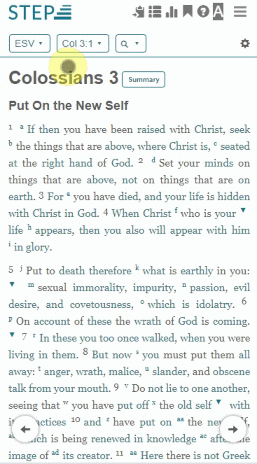 STEP
A
ESV Col 3:1
Colossians 3 Summary
Put On the New Self
1 a If then you have been raised with Christ, seek
b the things that are above, where Christ is, c seated
at the right hand of God. 2 d Set your minds on
things that are above, not on things that are on
earth. 3 For e you have died, and your life is hidden
with Christ in God. 4 When Christ f who is your
life h appears, then you also will appear with him
i in glory.
5 j Put to death therefore k what is earthly in you:
m sexual immorality, impurity, n passion, evil
desire, and covetousness, o which is idolatry. 6
p On account of these the wrath of God is coming.
7 r In these you too once walked, when you were
living in them. 8 But now s you must put them all
away: t anger, wrath, malice, u slander, and obscene
talk from your mouth. 9 v Do not lie to one another,
seeing that w you have put off x the old self with
its practices 10 and z have put on aa the new self,
which is being renewed in knowledge ac after the
image of ad its creator. 11 ae Here there is not Greek